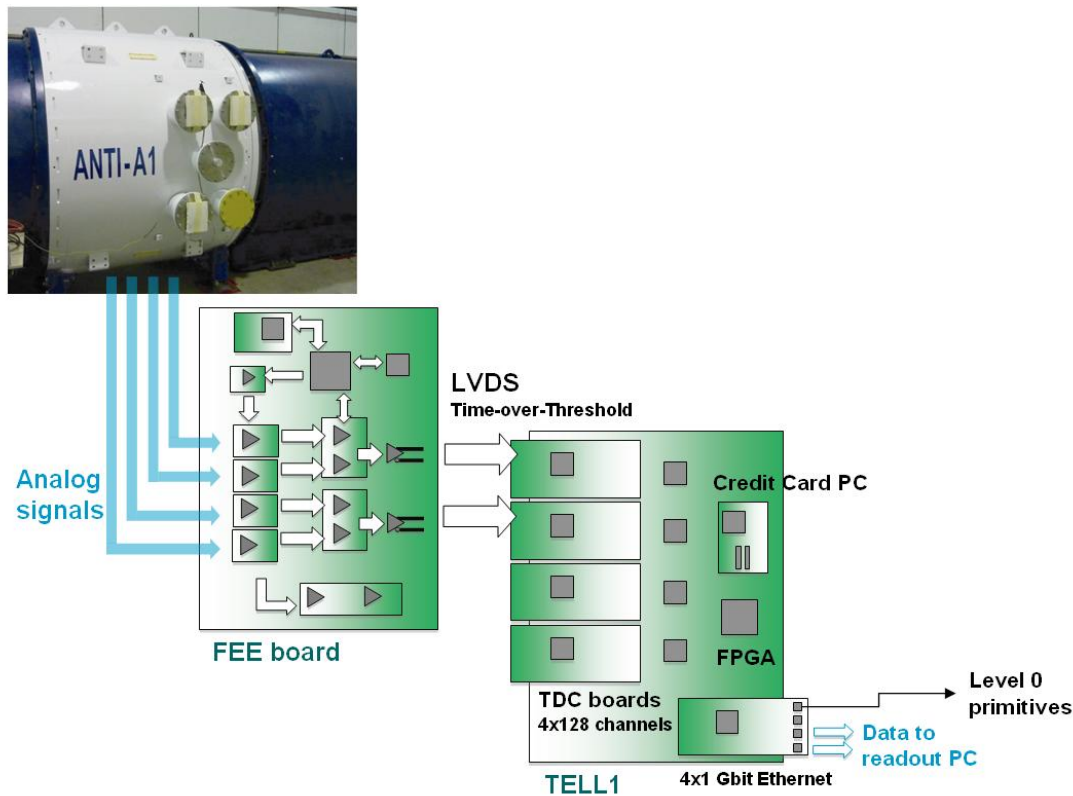 ANTI-A1
LVDS
Time-over-Threshold
Analog
signals
Credit Card PC
FEE board
FPGA
TDC boards
4x128 channels
Level 0
primitives
Data to
readout PC
4x1 Gbit Ethernet
TELL1